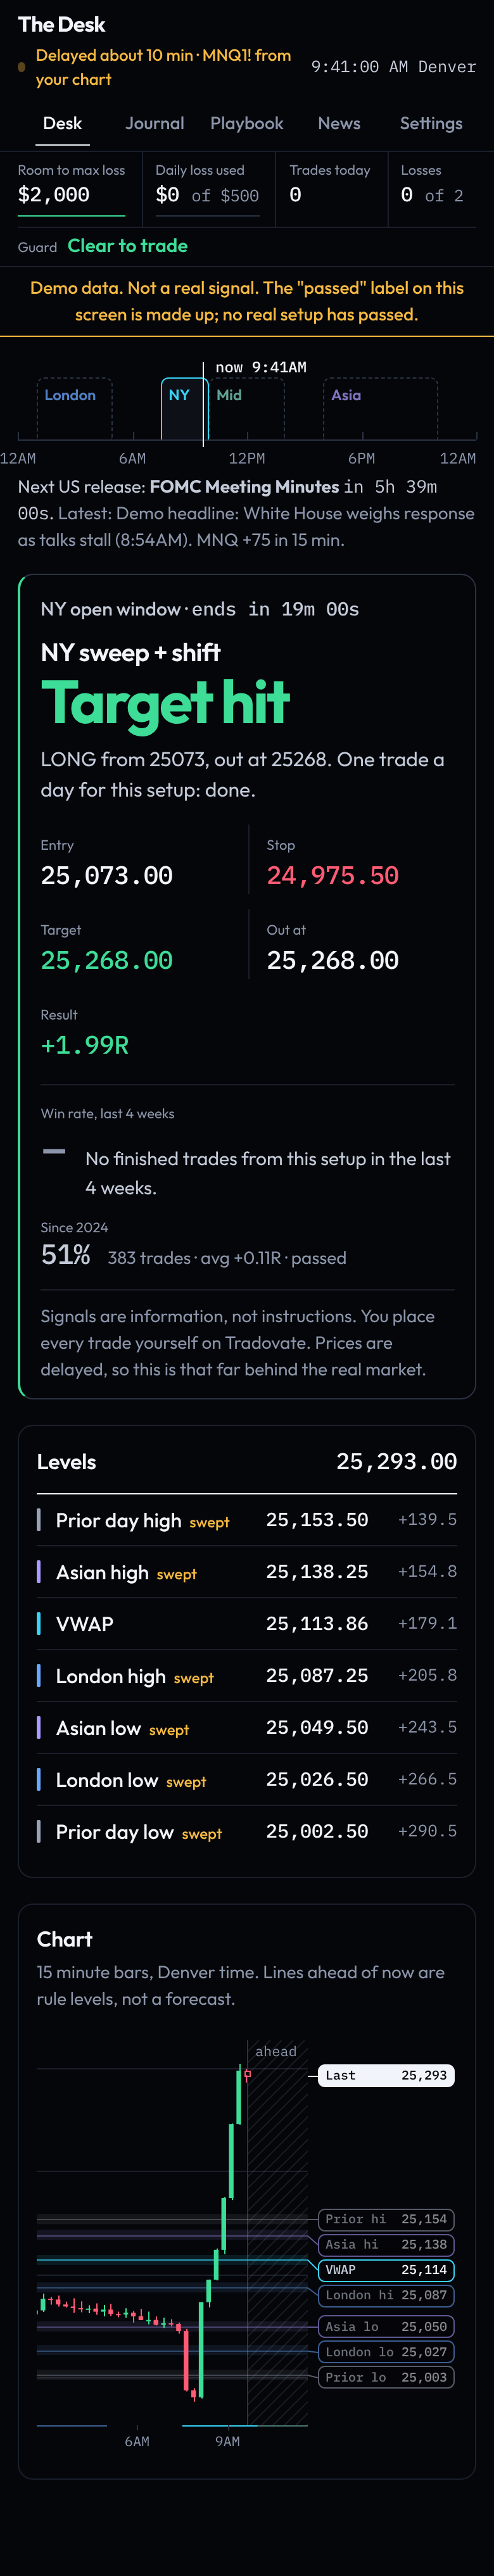 The Desk
Delayed about 10 min · MNQ1! from
your chart
9:41:00 AM Denver
Desk Journal Playbook News Settings
Room to max loss Daily loss used Trades today Losses
$2,000 $0 of $500 0 0 of 2
Guard Clear to trade
Demo data. Not a real signal. The "passed" label on this
screen is made up; no real setup has passed.
now 9:41AM
London NY Mid Asia
12AM 6AM 12PM 6PM 12AM
Next US release: FOMC Meeting Minutes in 5h 39m
00s. Latest: Demo headline: White House weighs response
as talks stall (8:54AM). MNQ +75 in 15 min.
NY open window · ends in 19m 00s
NY sweep + shift
Target hit
LONG from 25073, out at 25268. One trade a
day for this setup: done.
Entry Stop
25,073.00 24,975.50
Target Out at
25,268.00 25,268.00
Result
+1.99R
Win rate, last 4 weeks
– No finished trades from this setup in the last
4 weeks.
Since 2024
51% 383 trades · avg +0.11R · passed
Signals are information, not instructions. You place
every trade yourself on Tradovate. Prices are
delayed, so this is that far behind the real market.
Levels 25,293.00
Prior day high swept 25,153.50 +139.5
Asian high swept 25,138.25 +154.8
VWAP 25,113.86 +179.1
London high swept 25,087.25 +205.8
Asian low swept 25,049.50 +243.5
London low swept 25,026.50 +266.5
Prior day low swept 25,002.50 +290.5
Chart
15 minute bars, Denver time. Lines ahead of now are
rule levels, not a forecast.
ahead
Last 25,293
Prior hi 25,154
Asia hi 25,138
VWAP 25,114
London hi 25,087
Asia lo 25,050
London lo 25,027
Prior lo 25,003
6AM 9AM